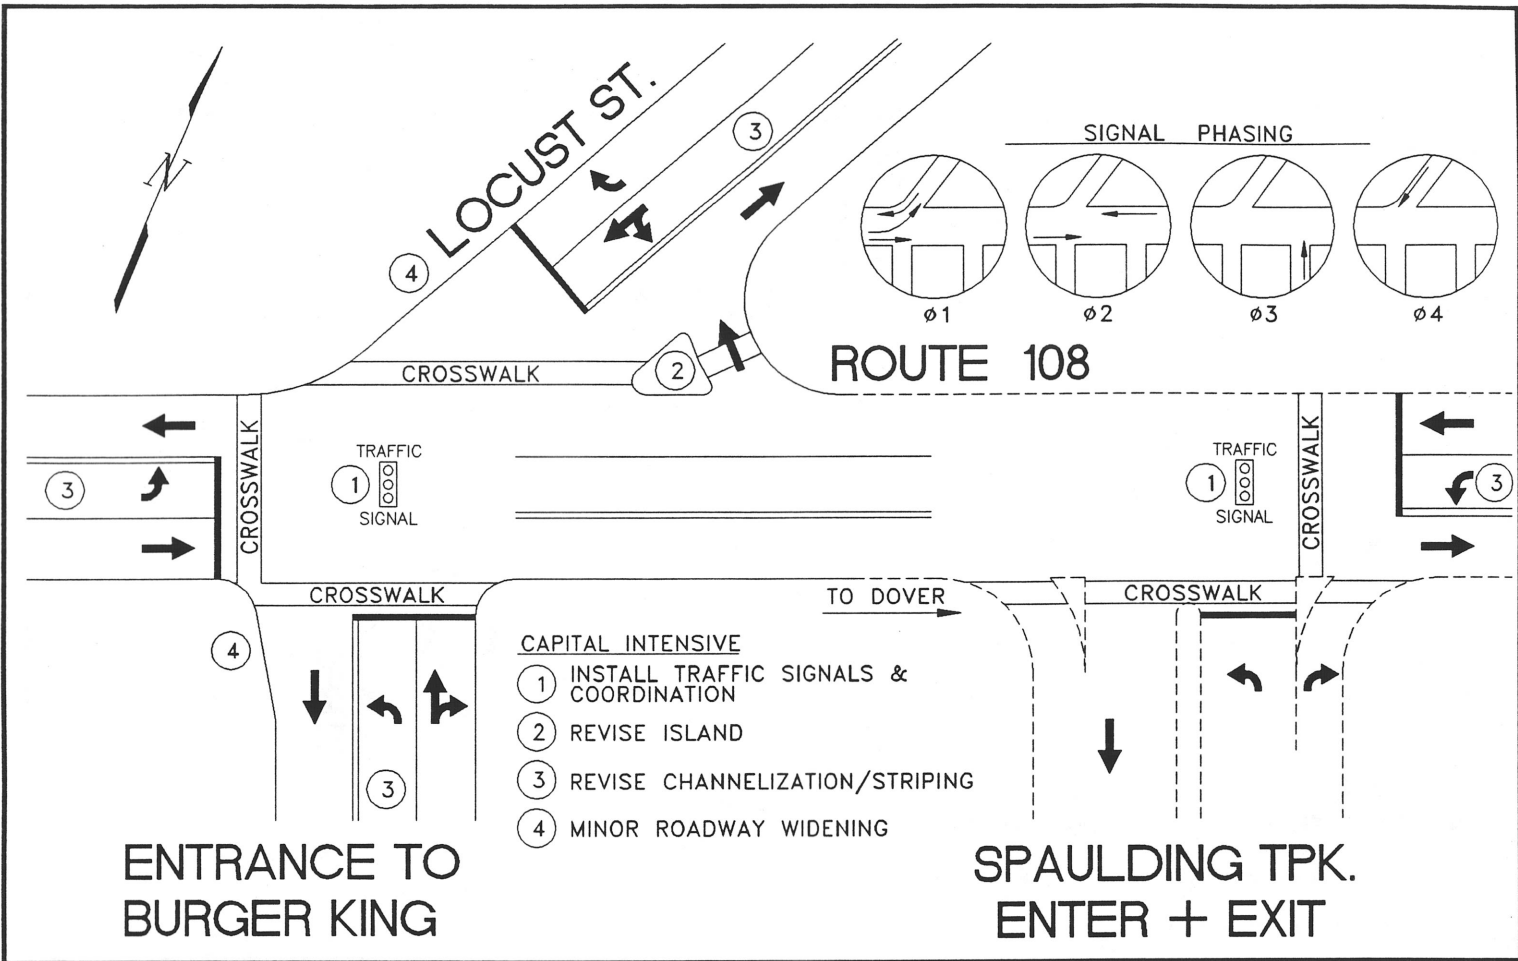 N
LOCUST ST.
3
4
SIGNAL PHASING
ø1
ø2
ø3
ø4
ROUTE 108
CROSSWALK
2
CROSSWALK
TRAFFIC
1
SIGNAL
3
TRAFFIC
1
SIGNAL
CROSSWALK
3
CROSSWALK
TO DOVER
CROSSWALK
4
3
CAPITAL INTENSIVE
1 INSTALL TRAFFIC SIGNALS &
COORDINATION
2 REVISE ISLAND
3 REVISE CHANNELIZATION/STRIPING
4 MINOR ROADWAY WIDENING
ENTRANCE TO
BURGER KING
SPAULDING TPK.
ENTER + EXIT